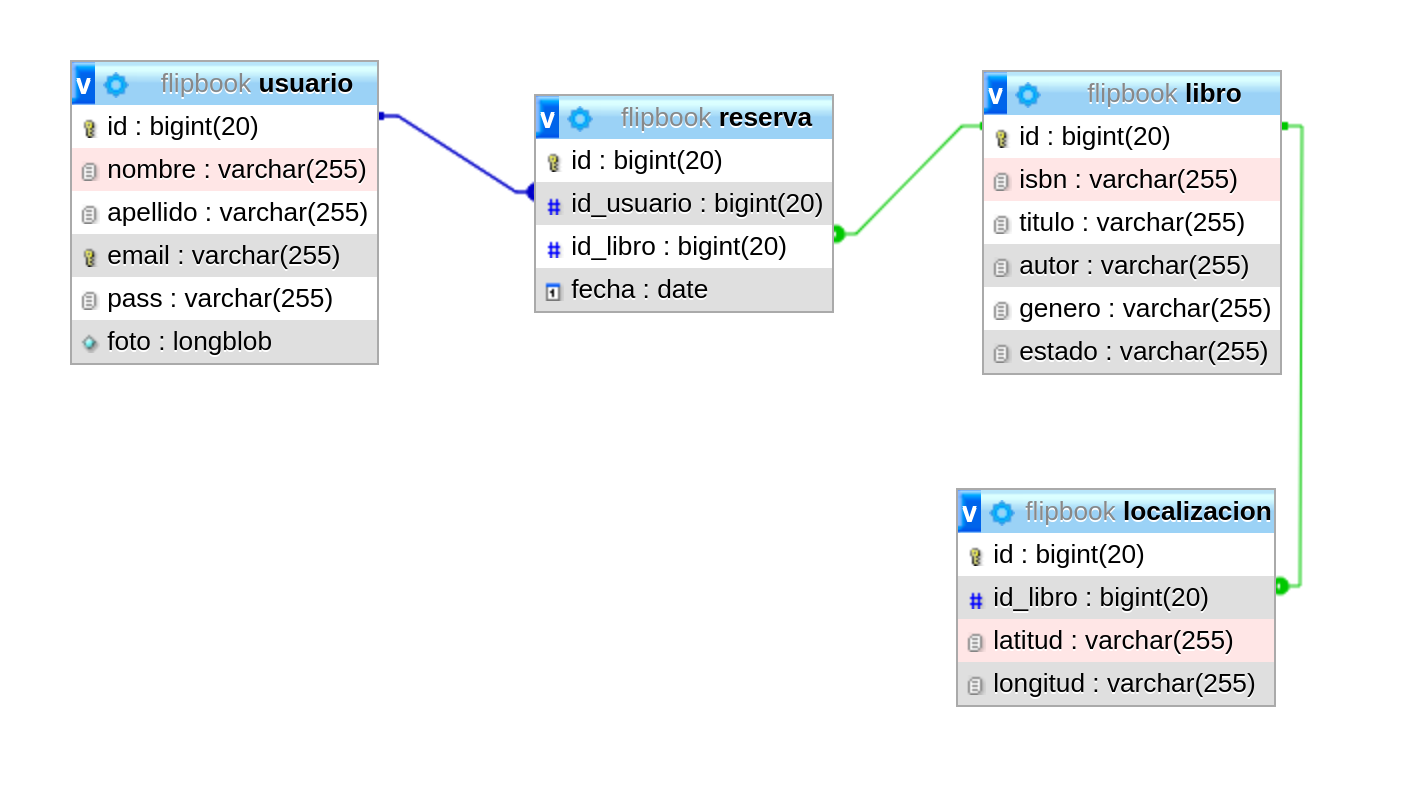 v flipbook usuario
id : bigint(20)
nombre : varchar(255)
apellido : varchar(255)
email : varchar(255)
pass : varchar(255)
foto : longblob
v flipbook reserva
id : bigint(20)
# id_usuario : bigint(20)
# id_libro : bigint(20)
1 fecha : date
v flipbook libro
id : bigint(20)
isbn : varchar(255)
titulo : varchar(255)
autor : varchar(255)
genero : varchar(255)
estado : varchar(255)
v flipbook localizacion
id : bigint(20)
# id_libro : bigint(20)
latitud : varchar(255)
longitud : varchar(255)